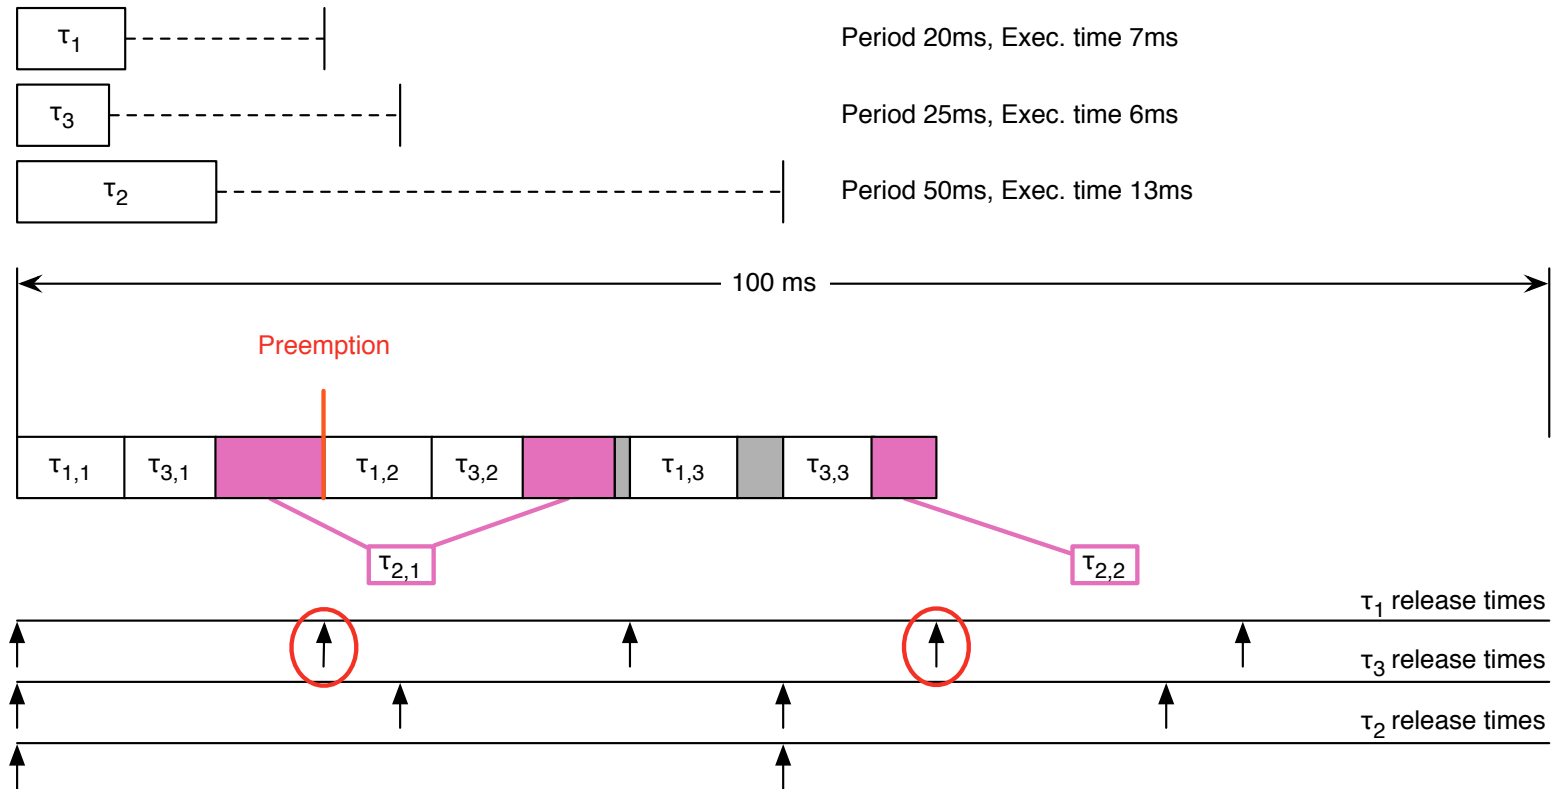 τ1 Period 20ms, Exec. time 7ms
τ3 Period 25ms, Exec. time 6ms
τ2 Period 50ms, Exec. time 13ms
100 ms
Preemption
τ1,1 τ3,1 τ1,2 τ3,2 τ1,3 τ3,3
τ2,1 τ2,2
τ1 release times
τ3 release times
τ2 release times